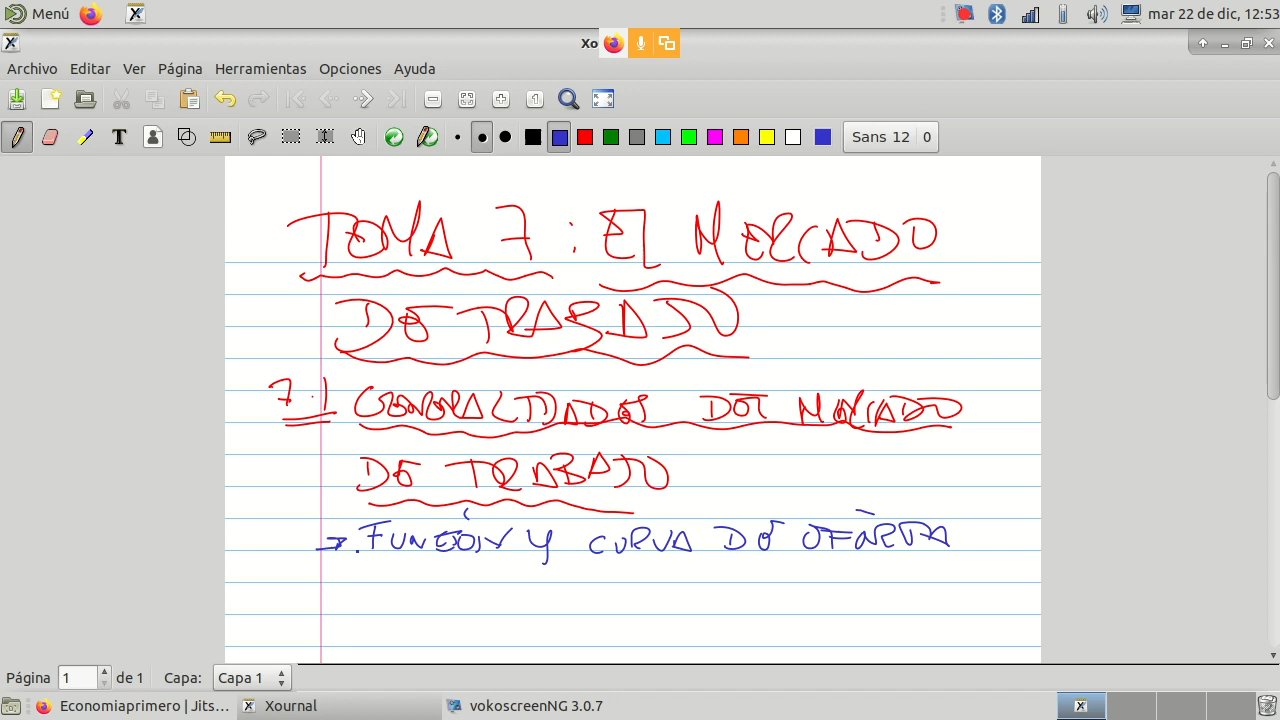 Menú
mar 22 de dic, 12:53
Xo
Archivo Editar Ver Página Herramientas Opciones Ayuda
Sans 12 0
TEMA 7: EL MERCADO
DE TRABAJO
7.1 GENERALIDADES DEL MERCADO
DE TRABAJO
→. FUNCIÓN Y CURVA DE OFERTA
Página 1 de 1 Capa: Capa 1
Economiaprimero | Jits... Xournal vokoscreenNG 3.0.7